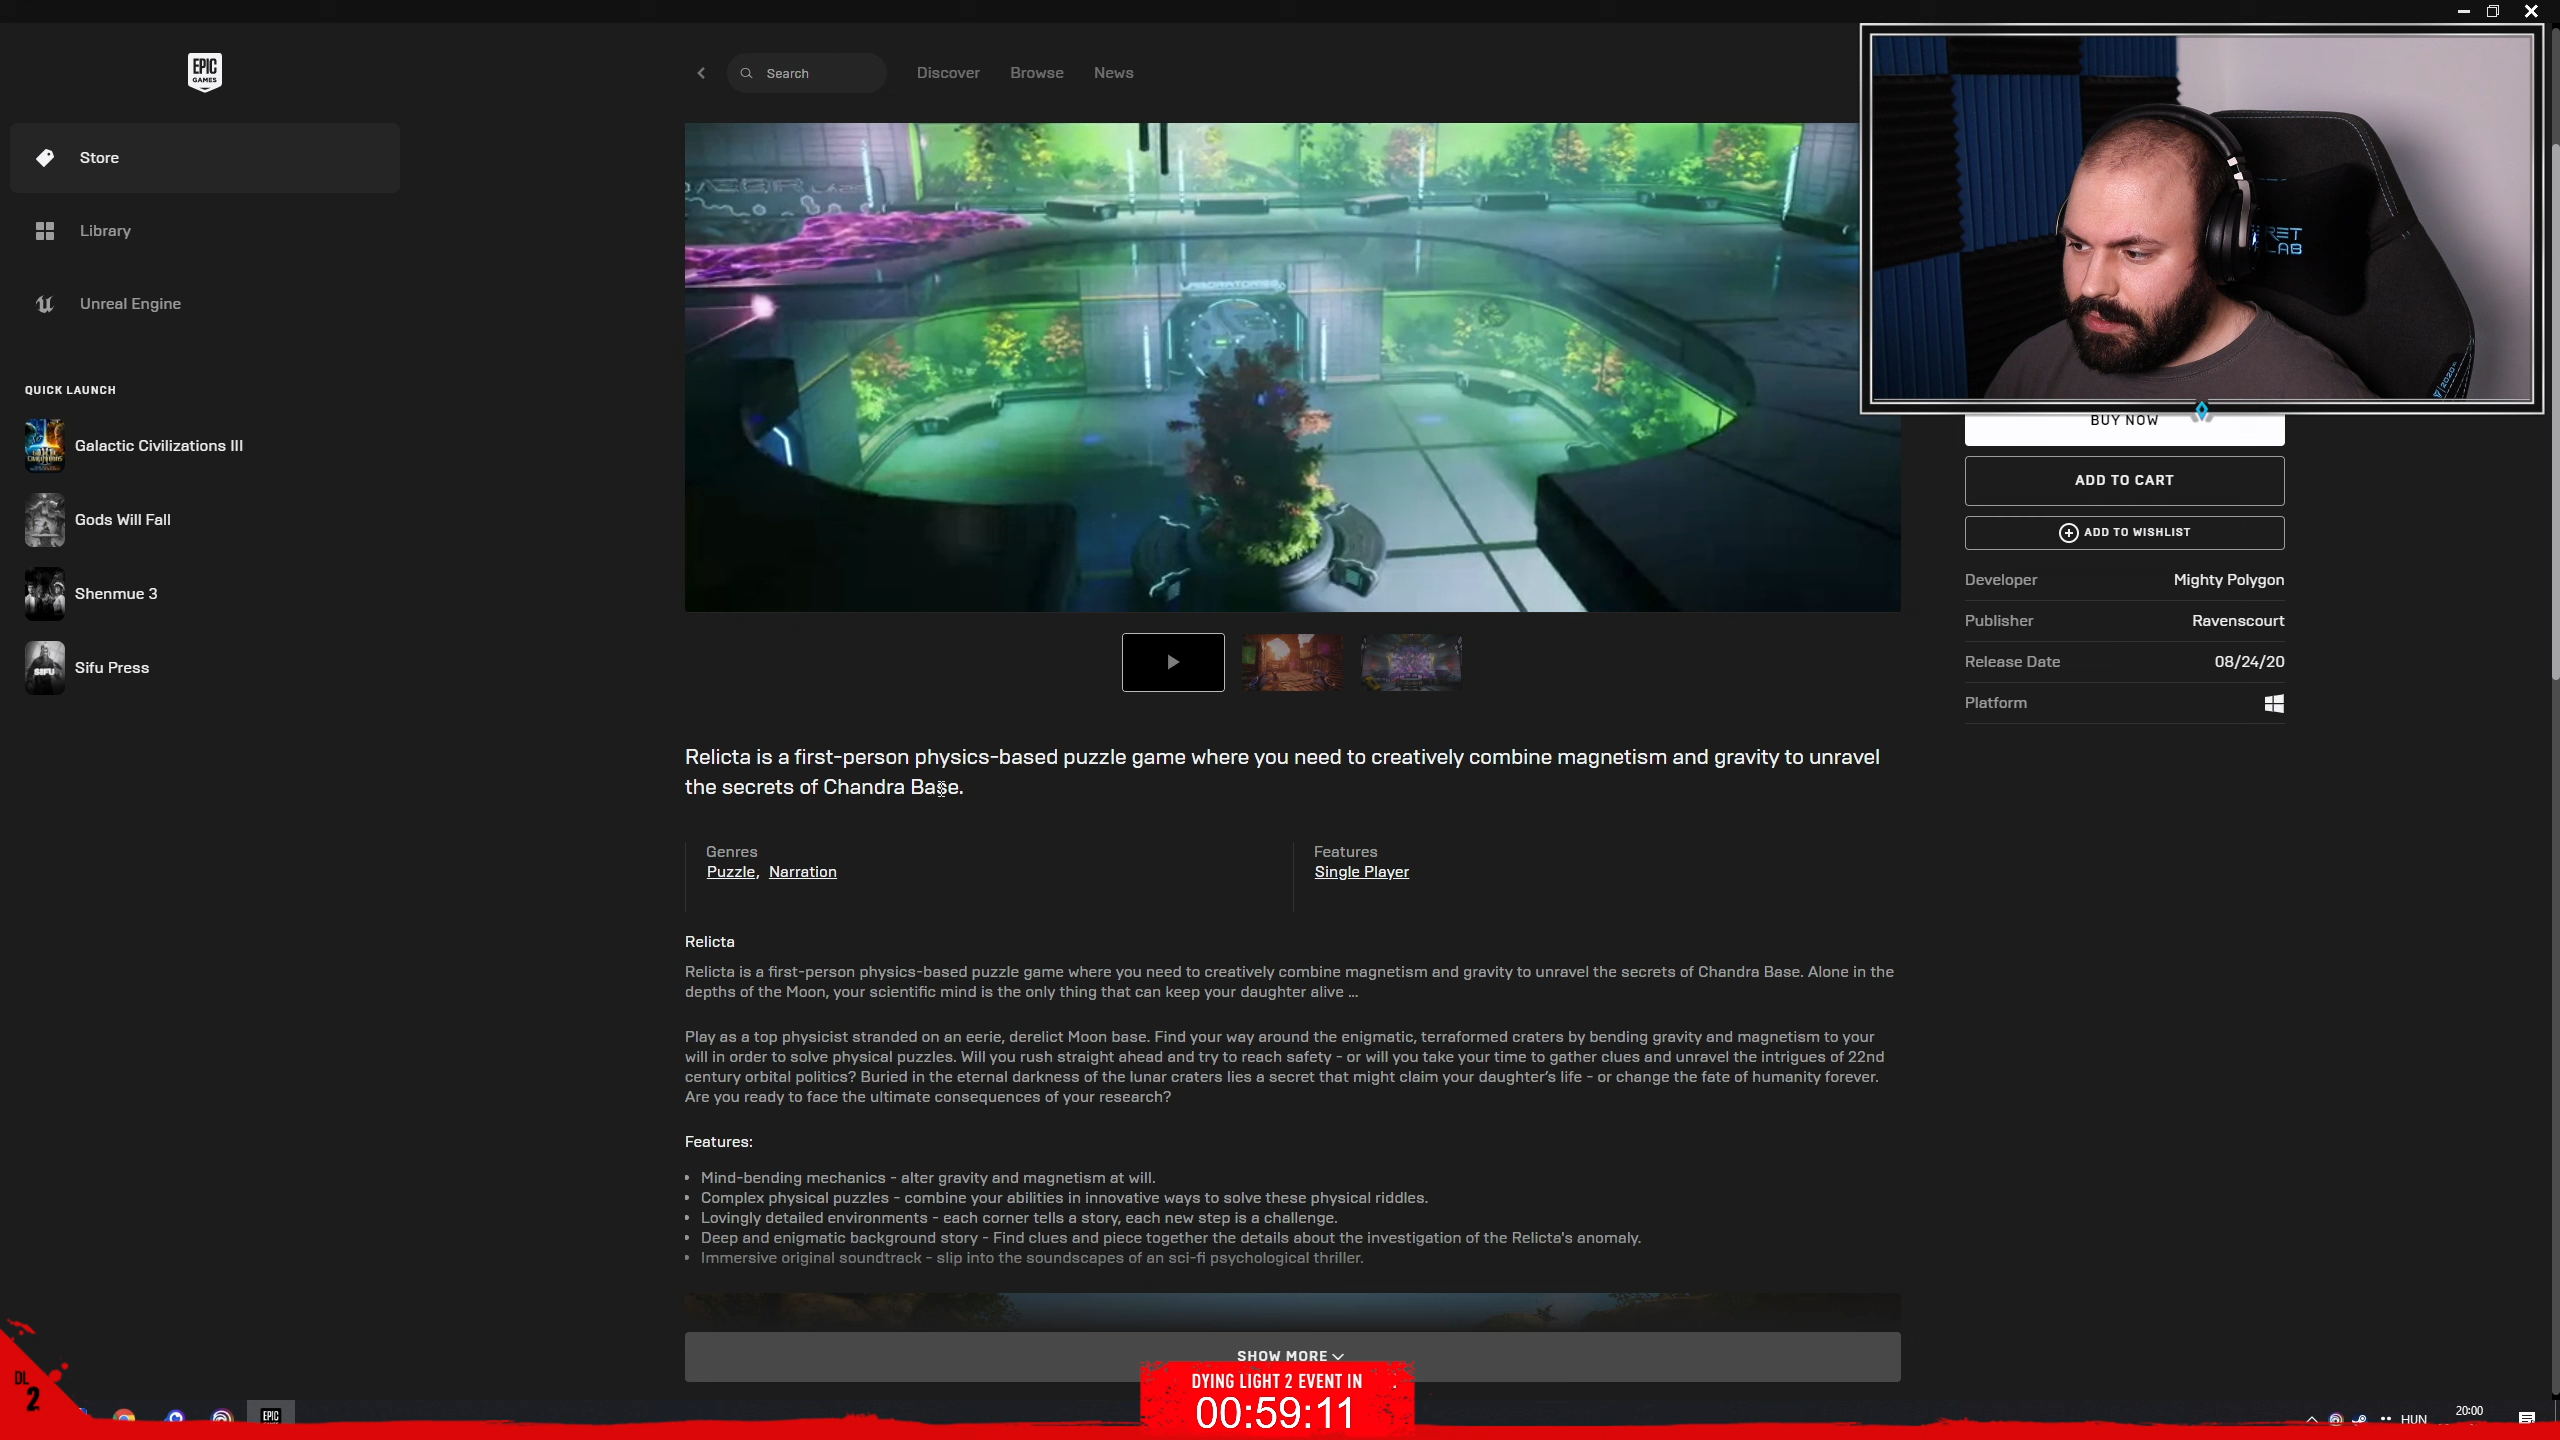 EPIC
GAMES
Search
Discover
Browse
News
Store
Library
Unreal Engine
QUICK LAUNCH
Galactic Civilizations III
Gods Will Fall
Shenmue 3
SIFU
Sifu Press
LABORATORIES
RET
LAB
2020
BUY NOW
ADD TO CART
ADD TO WISHLIST
Developer
Mighty Polygon
Publisher
Ravenscourt
Release Date
08/24/20
Platform
Relicta is a first-person physics-based puzzle game where you need to creatively combine magnetism and gravity to unravel
the secrets of Chandra Base.
Genres
Puzzle, Narration
Features
Single Player
Relicta
Relicta is a first-person physics-based puzzle game where you need to creatively combine magnetism and gravity to unravel the secrets of Chandra Base. Alone in the
depths of the Moon, your scientific mind is the only thing that can keep your daughter alive ...
Play as a top physicist stranded on an eerie, derelict Moon base. Find your way around the enigmatic, terraformed craters by bending gravity and magnetism to your
will in order to solve physical puzzles. Will you rush straight ahead and try to reach safety - or will you take your time to gather clues and unravel the intrigues of 22nd
century orbital politics? Buried in the eternal darkness of the lunar craters lies a secret that might claim your daughter's life - or change the fate of humanity forever.
Are you ready to face the ultimate consequences of your research?
Features:
• Mind-bending mechanics - alter gravity and magnetism at will.
• Complex physical puzzles - combine your abilities in innovative ways to solve these physical riddles.
• Lovingly detailed environments - each corner tells a story, each new step is a challenge.
• Deep and enigmatic background story - Find clues and piece together the details about the investigation of the Relicta's anomaly.
• Immersive original soundtrack - slip into the soundscapes of an sci-fi psychological thriller.
SHOW MORE
DYING LIGHT 2 EVENT IN
00:59:11
DL
2
EPIC
HUN
20:00